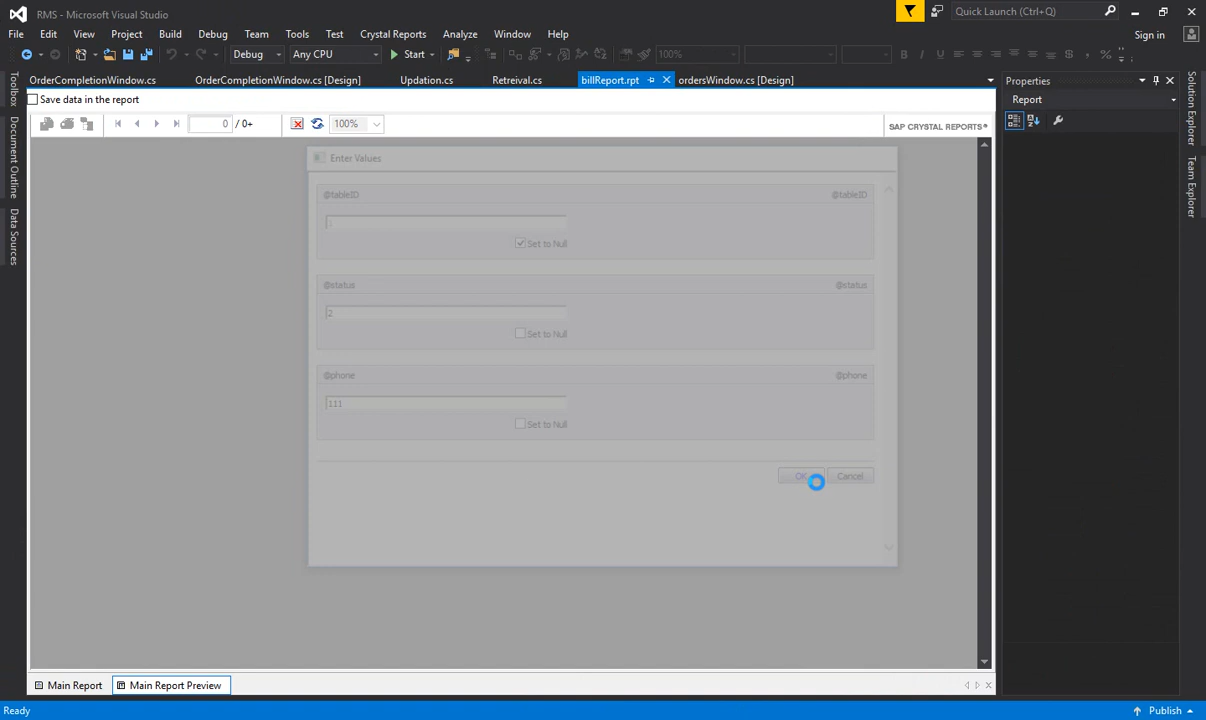 RMS - Microsoft Visual Studio
Quick Launch (Ctrl+Q)
File Edit View Project Build Debug Team Tools Test Crystal Reports Analyze Window Help
Sign in
Debug Any CPU Start 100% B I U $ %
OrderCompletionWindow.cs OrderCompletionWindow.cs [Design] Updation.cs Retreival.cs billReport.rpt ordersWindow.cs [Design]
Properties
Save data in the report
Report
0 / 0+ 100%
SAP CRYSTAL REPORTS®
Toolbox
Document Outline
Data Sources
Solution Explorer
Team Explorer
Enter Values
@tableID @tableID
Set to Null
@status @status
2
Set to Null
@phone @phone
111
Set to Null
OK Cancel
Main Report Main Report Preview
Ready
Publish